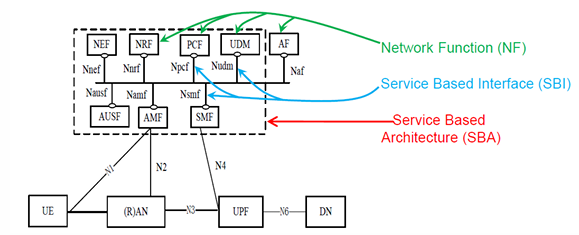 NEF NRF PCF UDM AF
Network Function (NF)
Nnef Nnrf Npcf Nudm Naf
Service Based Interface (SBI)
Nausf Namf Nsmf
AUSF AMF SMF
Service Based
Architecture (SBA)
N1 N2 N4
UE (R)AN N3 UPF N6 DN